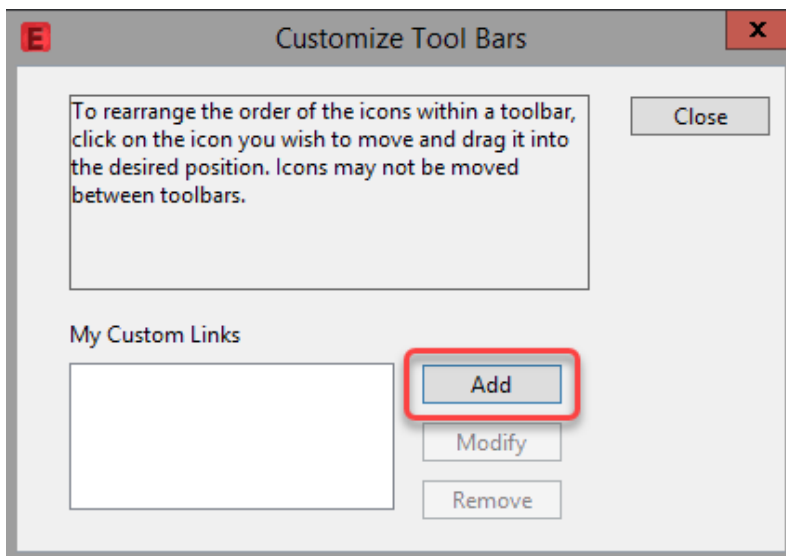 E
Customize Tool Bars
x
To rearrange the order of the icons within a toolbar,
click on the icon you wish to move and drag it into
the desired position. Icons may not be moved
between toolbars.
Close
My Custom Links
Add
Modify
Remove